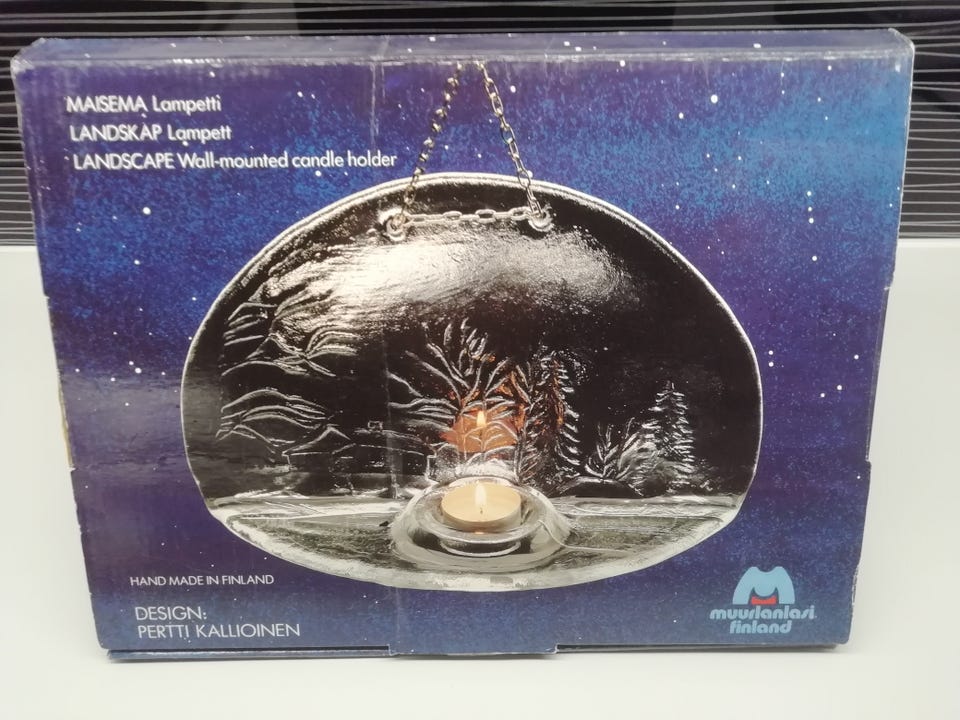 MAISEMA Lampetti
LANDSKAP Lampett
LANDSCAPE Wall-mounted candle holder
HAND MADE IN FINLAND
DESIGN:
PERTTI KALLIOINEN
muurlanlasi
finland